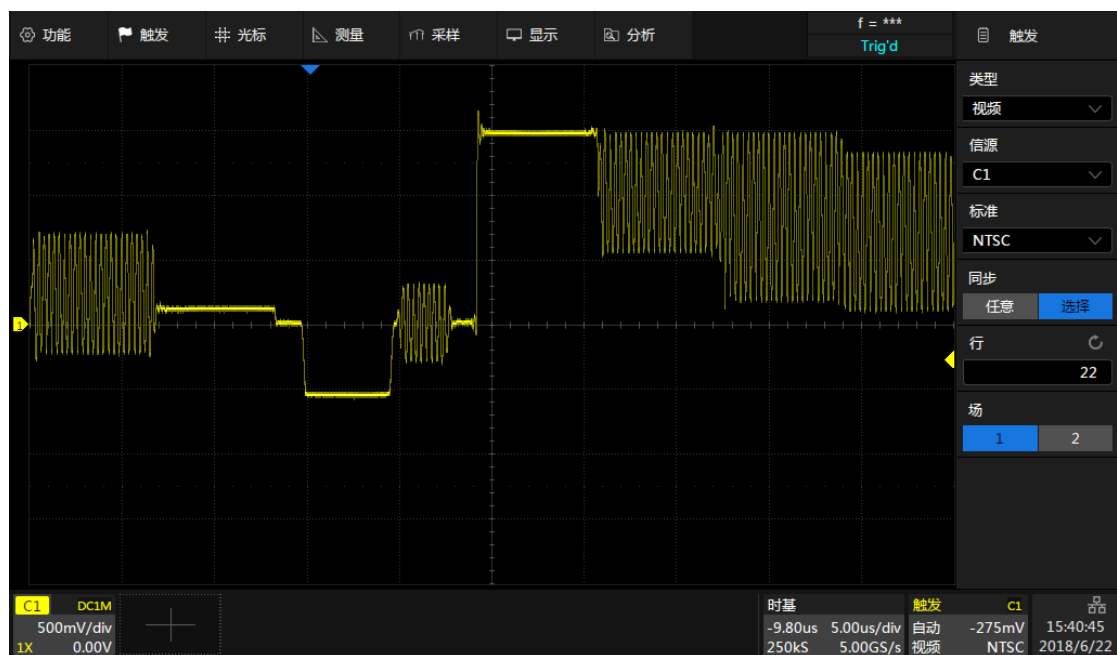 功能 触发 光标 测量 采样 显示 分析 f = *** 触发
Trig'd
类型
视频
信源
C1
标准
NTSC
同步
任意 选择
行
22
场
1 2
1
C1 DC1M
500mV/div
1X 0.00V
时基 触发 C1
-9.80us 5.00us/div 自动 -275mV 15:40:45
250kS 5.00GS/s 视频 NTSC 2018/6/22